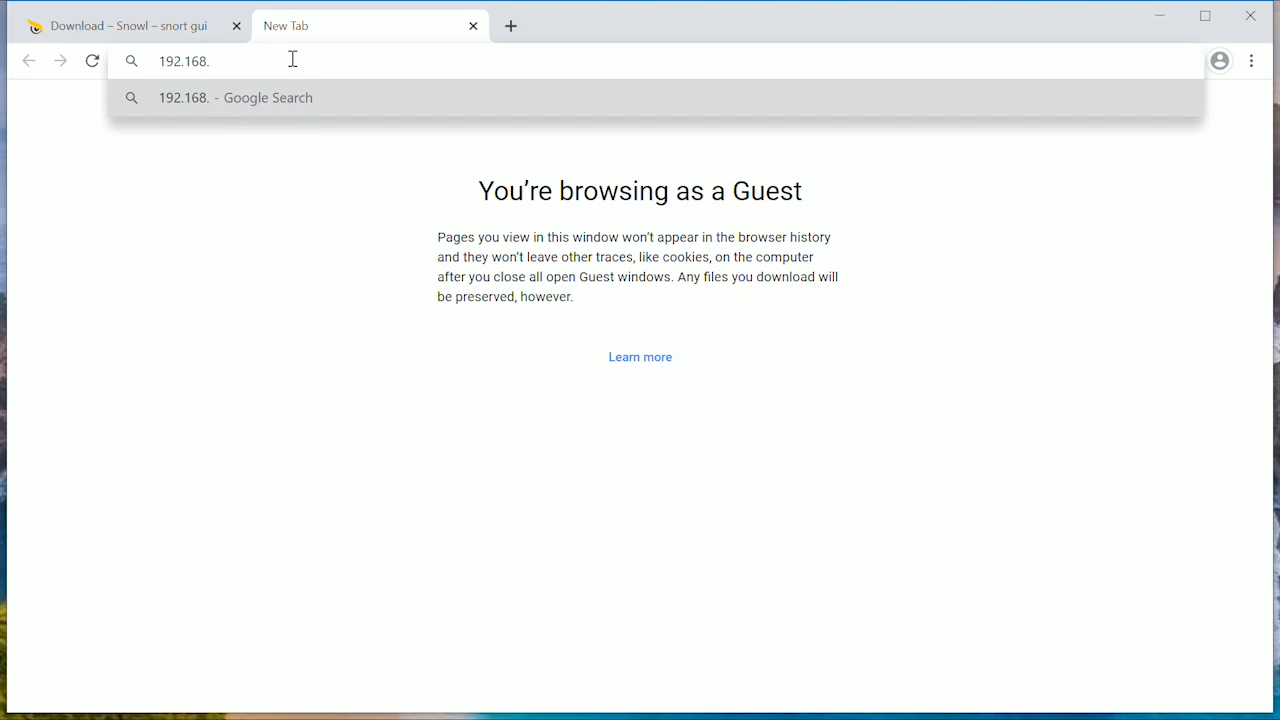 Download – Snowl – snort gui
New Tab
192.168.
192.168. - Google Search
You’re browsing as a Guest
Pages you view in this window won’t appear in the browser history
and they won’t leave other traces, like cookies, on the computer
after you close all open Guest windows. Any files you download will
be preserved, however.
Learn more